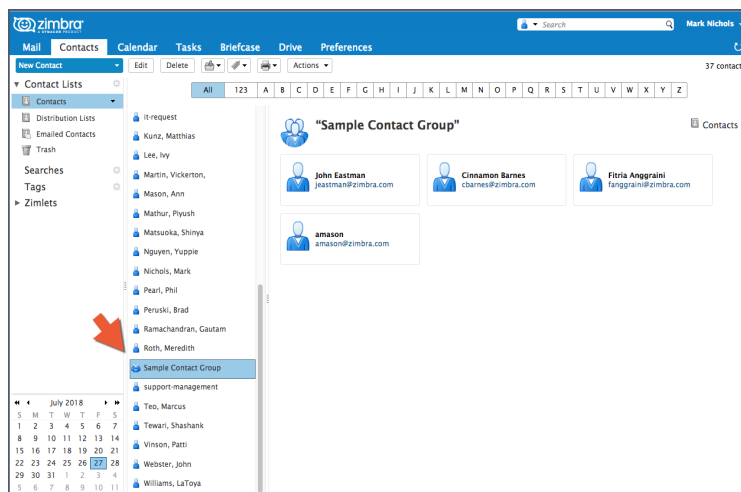 zimbra
A SYNACOR PRODUCT
Search
Mark Nichols
Mail Contacts Calendar Tasks Briefcase Drive Preferences
New Contact
Edit Delete Actions
37 contact
Contact Lists
Contacts
Distribution Lists
Emailed Contacts
Trash
Searches
Tags
Zimlets
All 123 A B C D E F G H I J K L M N O P Q R S T U V W X Y Z
it-request
Kunz, Matthias
Lee, Ivy
Martin, Vickerton,
Mason, Ann
Mathur, Piyush
Matsuoka, Shinya
Nguyen, Yuppie
Nichols, Mark
Pearl, Phil
Peruski, Brad
Ramachandran, Gautam
Roth, Meredith
Sample Contact Group
support-management
Teo, Marcus
Tewari, Shashank
Vinson, Patti
Webster, John
Williams, LaToya
"Sample Contact Group"
Contacts
John Eastman
jeastman@zimbra.com
Cinnamon Barnes
cbarnes@zimbra.com
Fitria Anggraini
fanggraini@zimbra.com
amason
amason@zimbra.com
July 2018
S M T W T F S
1 2 3 4 5 6 7
8 9 10 11 12 13 14
15 16 17 18 19 20 21
22 23 24 25 26 27 28
29 30 31 1 2 3 4
5 6 7 8 9 10 11